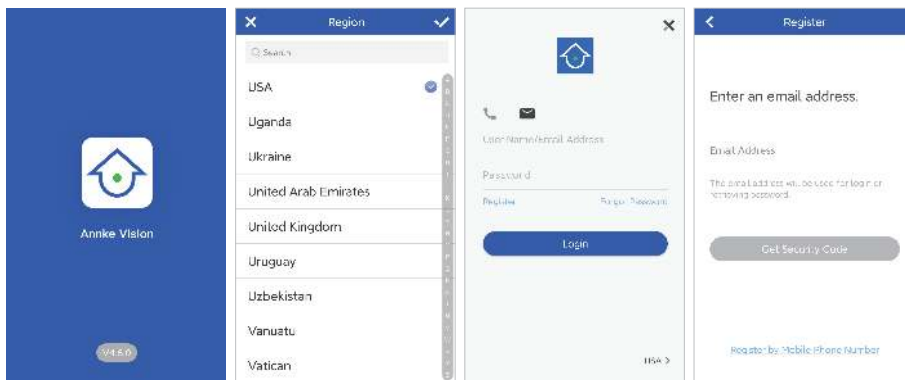 Annke Vision
V4.6.0
Region
Search
USA
Uganda
Ukraine
United Arab Emirates
United Kingdom
Uruguay
Uzbekistan
Vanuatu
Vatican
User Name/Email Address
Password
Register
Forgot Password
Login
USA >
Register
Enter an email address.
Email Address
The email address will be used for login or
retrieving password.
Get Security Code
Register by Mobile Phone Number